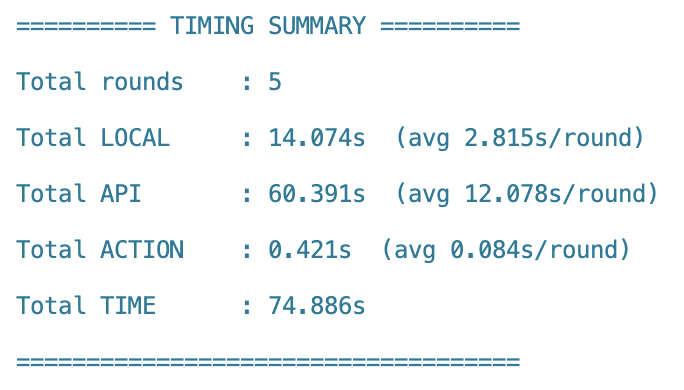 ========== TIMING SUMMARY ==========
Total rounds    : 5
Total LOCAL     : 14.074s  (avg 2.815s/round)
Total API       : 60.391s  (avg 12.078s/round)
Total ACTION    : 0.421s  (avg 0.084s/round)
Total TIME      : 74.886s
====================================